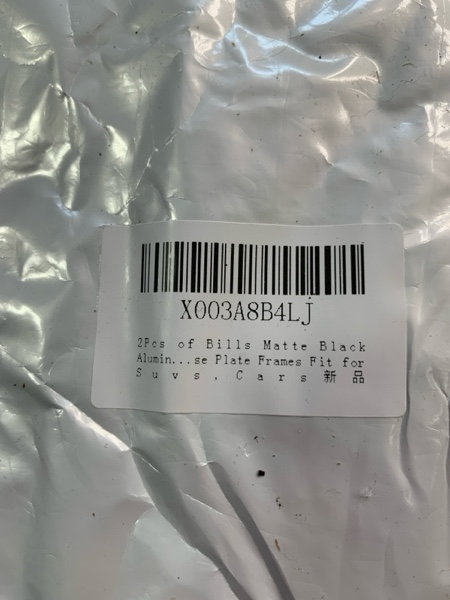 X003A8B4LJ
2Pcs of Bills Matte Black
Alumin...se Plate Frames Fit for
Suvs, Cars 新品